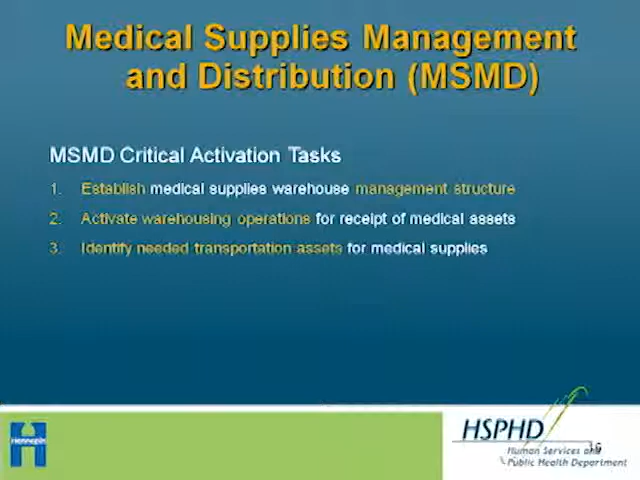 Medical Supplies Management
and Distribution (MSMD)
MSMD Critical Activation Tasks
1. Establish medical supplies warehouse management structure
2. Activate warehousing operations for receipt of medical assets
3. Identify needed transportation assets for medical supplies
Hennepin
HSPHD
16
Human Services and
Public Health Department